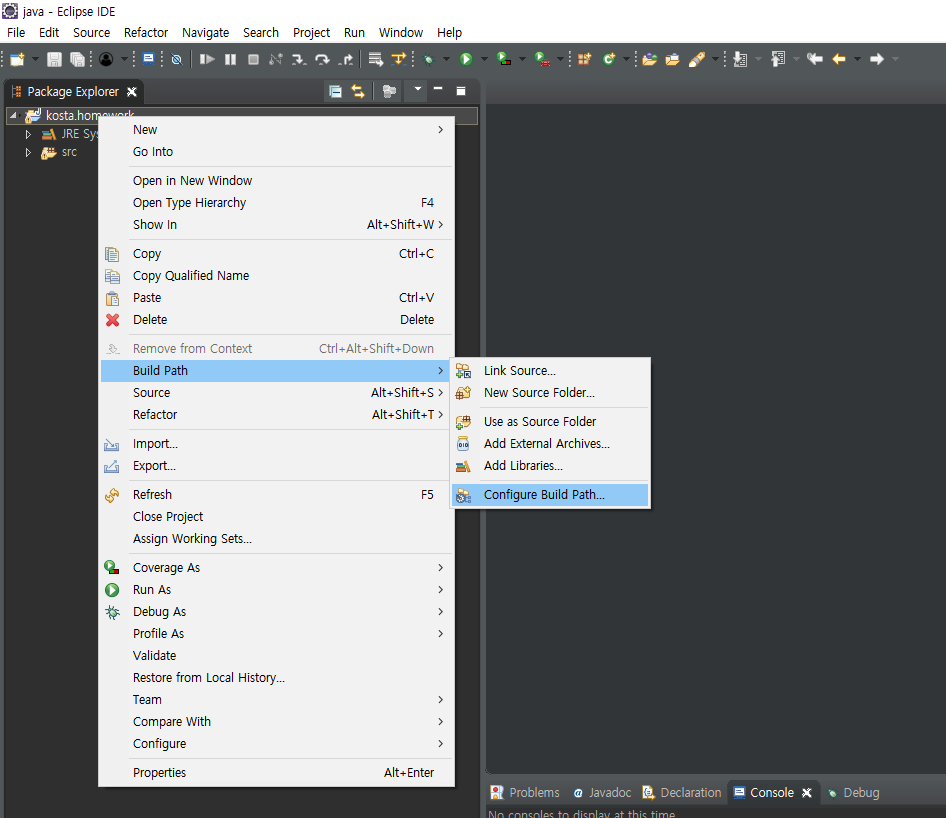 java - Eclipse IDE
File Edit Source Refactor Navigate Search Project Run Window Help
Package Explorer
kosta.homework
JRE Sys
src
New
Go Into
Open in New Window
Open Type Hierarchy F4
Show In Alt+Shift+W
Copy Ctrl+C
Copy Qualified Name
Paste Ctrl+V
Delete Delete
Remove from Context Ctrl+Alt+Shift+Down
Build Path
Source Alt+Shift+S
Refactor Alt+Shift+T
Import...
Export...
Refresh F5
Close Project
Assign Working Sets...
Coverage As
Run As
Debug As
Profile As
Validate
Restore from Local History...
Team
Compare With
Configure
Properties Alt+Enter
Link Source...
New Source Folder...
Use as Source Folder
Add External Archives...
Add Libraries...
Configure Build Path...
Problems Javadoc Declaration Console Debug
No consoles to display at this time.